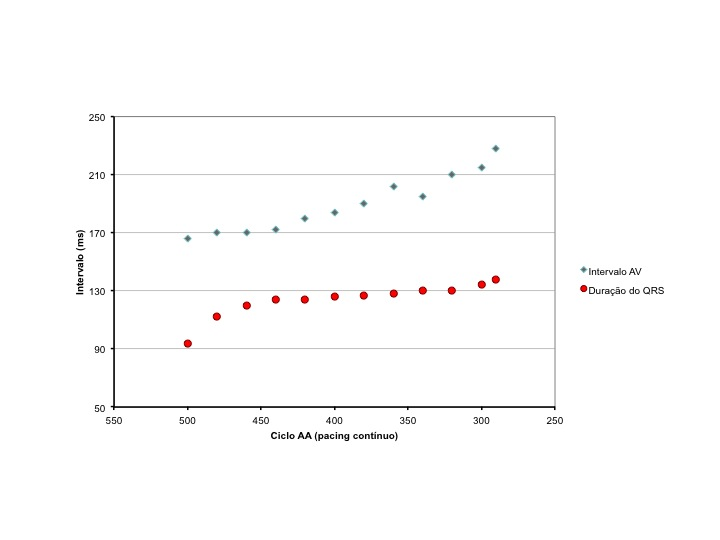 250
210
170
130
90
50
Intervalo (ms)
550 500 450 400 350 300 250
Ciclo AA (pacing contínuo)
Intervalo AV
Duração do QRS